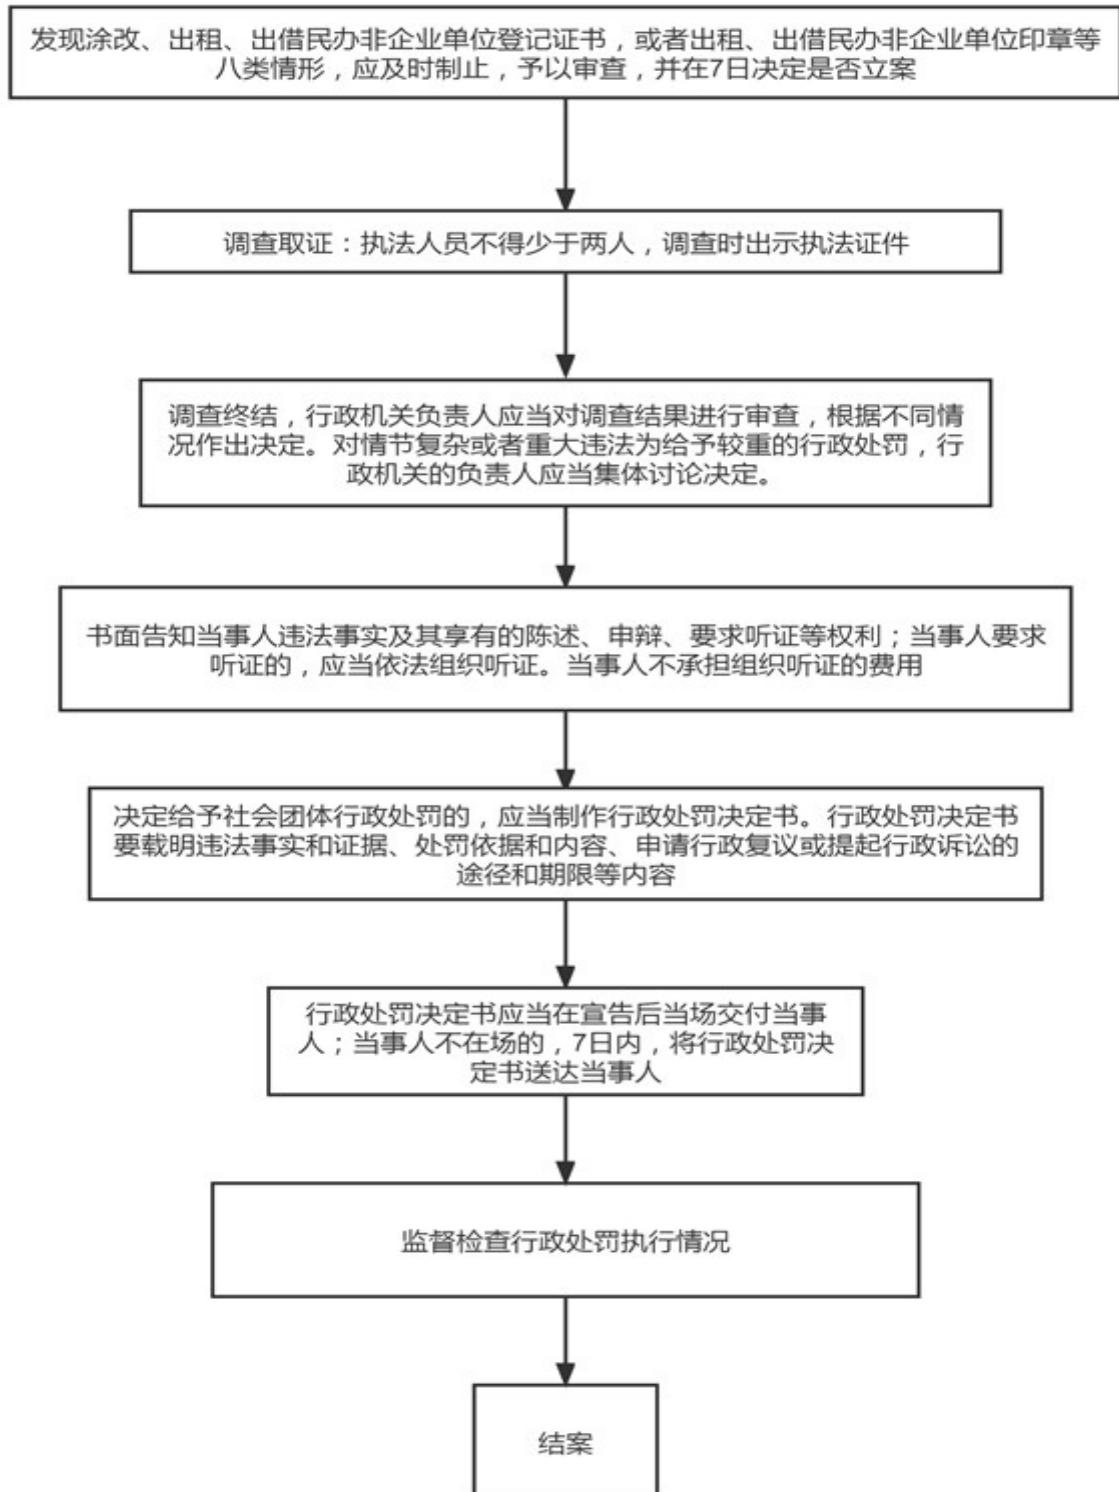 发现涂改、出租、出借民办非企业单位登记证书，或者出租、出借民办非企业单位印章等
八类情形，应及时制止，予以审查，并在7日决定是否立案
调查取证：执法人员不得少于两人，调查时出示执法证件
调查终结，行政机关负责人应当对调查结果进行审查，根据不同情
况作出决定。对情节复杂或者重大违法为给予较重的行政处罚，行
政机关的负责人应当集体讨论决定。
书面告知当事人违法事实及其享有的陈述、申辩、要求听证等权利；当事人要求
听证的，应当依法组织听证。当事人不承担组织听证的费用
决定给予社会团体行政处罚的，应当制作行政处罚决定书。行政处罚决定书
要载明违法事实和证据、处罚依据和内容、申请行政复议或提起行政诉讼的
途径和期限等内容
行政处罚决定书应当在宣告后当场交付当事
人；当事人不在场的，7日内，将行政处罚决
定书送达当事人
监督检查行政处罚执行情况
结案